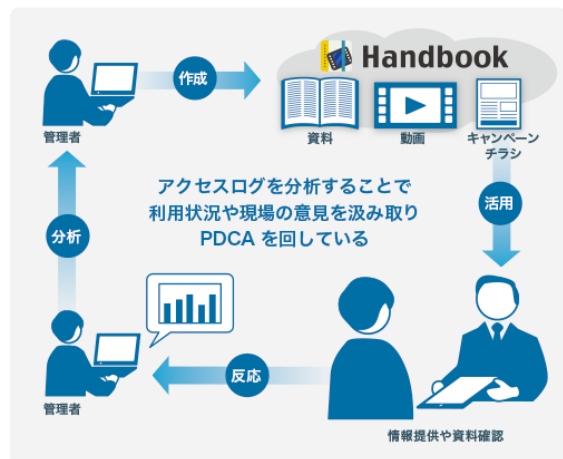 Handbook
作成
管理者
資料
動画
キャンペーン
チラシ
アクセスログを分析することで
利用状況や現場の意見を汲み取り
PDCA を回している
活用
分析
反応
管理者
情報提供や資料確認